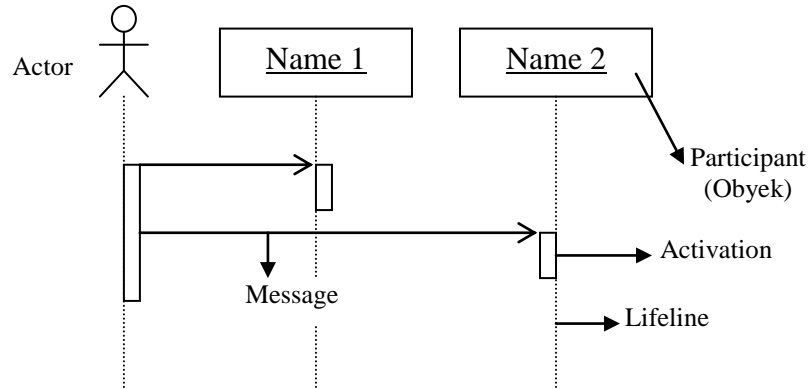 Actor
Name 1
Name 2
Participant
(Obyek)
Activation
Message
Lifeline